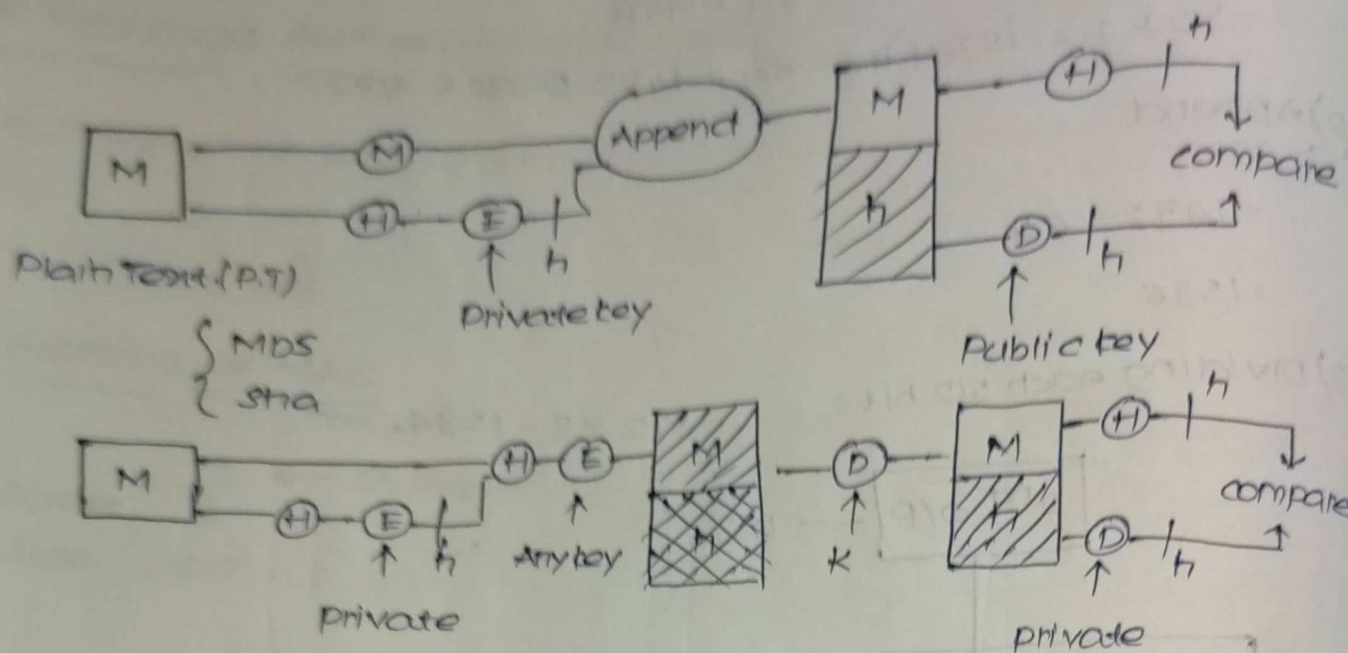 h
M
H
M
Append
M
compare
H
E
h
h
D
h
Plain Text (P.T)
Private key
Public key
{ MD5
sha
h
M
H
E
M
D
M
H
compare
H
E
h
h
h
D
h
Any key
K
private
private